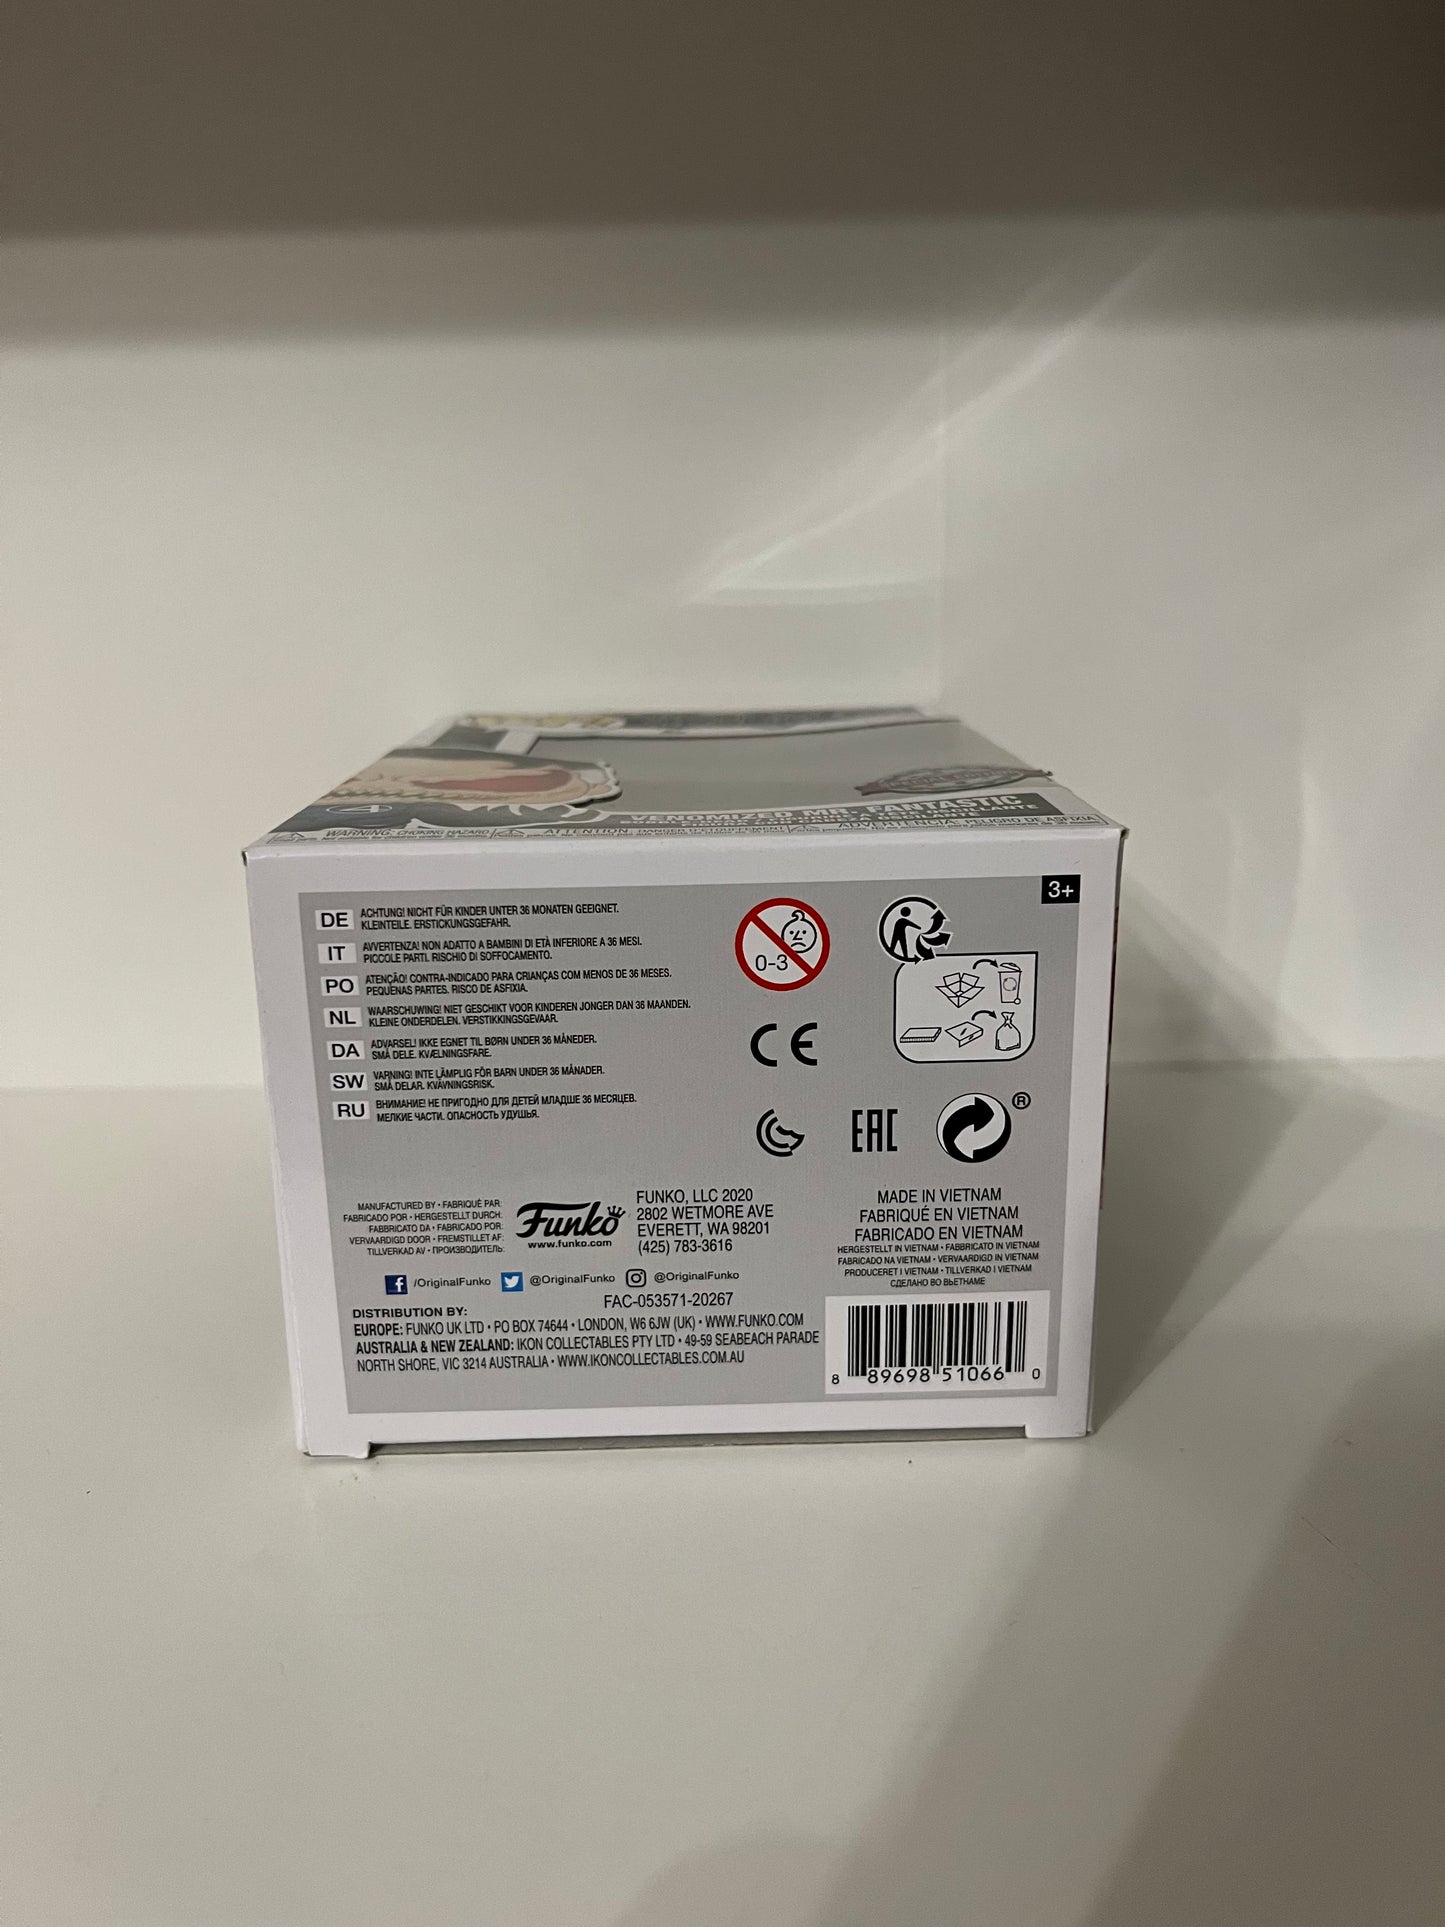 VENOMIZED MR. FANTASTIC
WARNING: CHOKING HAZARD
ATTENTION: DANGER D'ÉTOUFFEMENT
ADVERTENCIA: PELIGRO DE ASFIXIA
3+
DE ACHTUNG! NICHT FÜR KINDER UNTER 36 MONATEN GEEIGNET.
KLEINTEILE. ERSTICKUNGSGEFAHR.
IT AVVERTENZA! NON ADATTO A BAMBINI DI ETÀ INFERIORE A 36 MESI.
PICCOLE PARTI. RISCHIO DI SOFFOCAMENTO.
PO ATENÇÃO! CONTRA-INDICADO PARA CRIANÇAS COM MENOS DE 36 MESES.
PEQUENAS PARTES. RISCO DE ASFIXIA.
NL WAARSCHUWING! NIET GESCHIKT VOOR KINDEREN JONGER DAN 36 MAANDEN.
KLEINE ONDERDELEN. VERSTIKKINGSGEVAAR.
DA ADVARSEL! IKKE EGNET TIL BØRN UNDER 36 MÅNEDER.
SMÅ DELE. KVÆLNINGSFARE.
SW VARNING! INTE LÄMPLIG FÖR BARN UNDER 36 MÅNADER.
SMÅ DELAR. KVÄVNINGSRISK.
RU ВНИМАНИЕ! НЕ ПРИГОДНО ДЛЯ ДЕТЕЙ МЛАДШЕ 36 МЕСЯЦЕВ.
МЕЛКИЕ ЧАСТИ. ОПАСНОСТЬ УДУШЬЯ.
0-3
CE
EAC
®
MANUFACTURED BY • FABRIQUÉ PAR:
FABRICADO POR • HERGESTELLT DURCH:
FABBRICATO DA • FABRICADO POR:
VERVAARDIGD DOOR • FREMSTILLET AF:
TILLVERKAD AV • ПРОИЗВОДИТЕЛЬ:
Funko
www.funko.com
FUNKO, LLC 2020
2802 WETMORE AVE
EVERETT, WA 98201
(425) 783-3616
MADE IN VIETNAM
FABRIQUÉ EN VIETNAM
FABRICADO EN VIETNAM
HERGESTELLT IN VIETNAM • FABBRICATO IN VIETNAM
FABRICADO NA VIETNAM • VERVAARDIGD IN VIETNAM
PRODUCERET I VIETNAM • TILLVERKAD I VIETNAM
СДЕЛАНО ВО ВЬЕТНАМЕ
/OriginalFunko @OriginalFunko @OriginalFunko
FAC-053571-20267
DISTRIBUTION BY:
EUROPE: FUNKO UK LTD • PO BOX 74644 • LONDON, W6 6JW (UK) • WWW.FUNKO.COM
AUSTRALIA & NEW ZEALAND: IKON COLLECTABLES PTY LTD • 49-59 SEABEACH PARADE
NORTH SHORE, VIC 3214 AUSTRALIA • WWW.IKONCOLLECTABLES.COM.AU
8 89698 51066 0